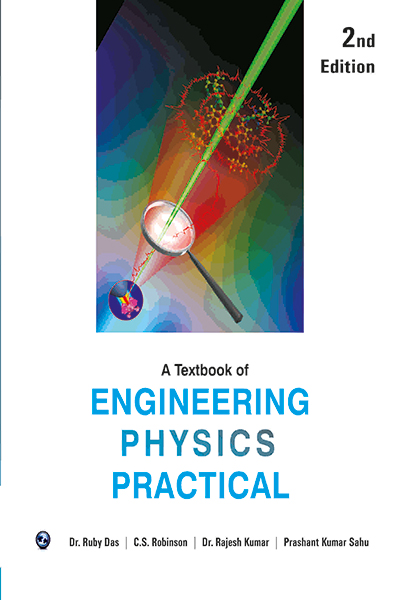 2nd
Edition
A Textbook of
ENGINEERING
PHYSICS
PRACTICAL
Dr. Ruby Das | C.S. Robinson | Dr. Rajesh Kumar | Prashant Kumar Sahu